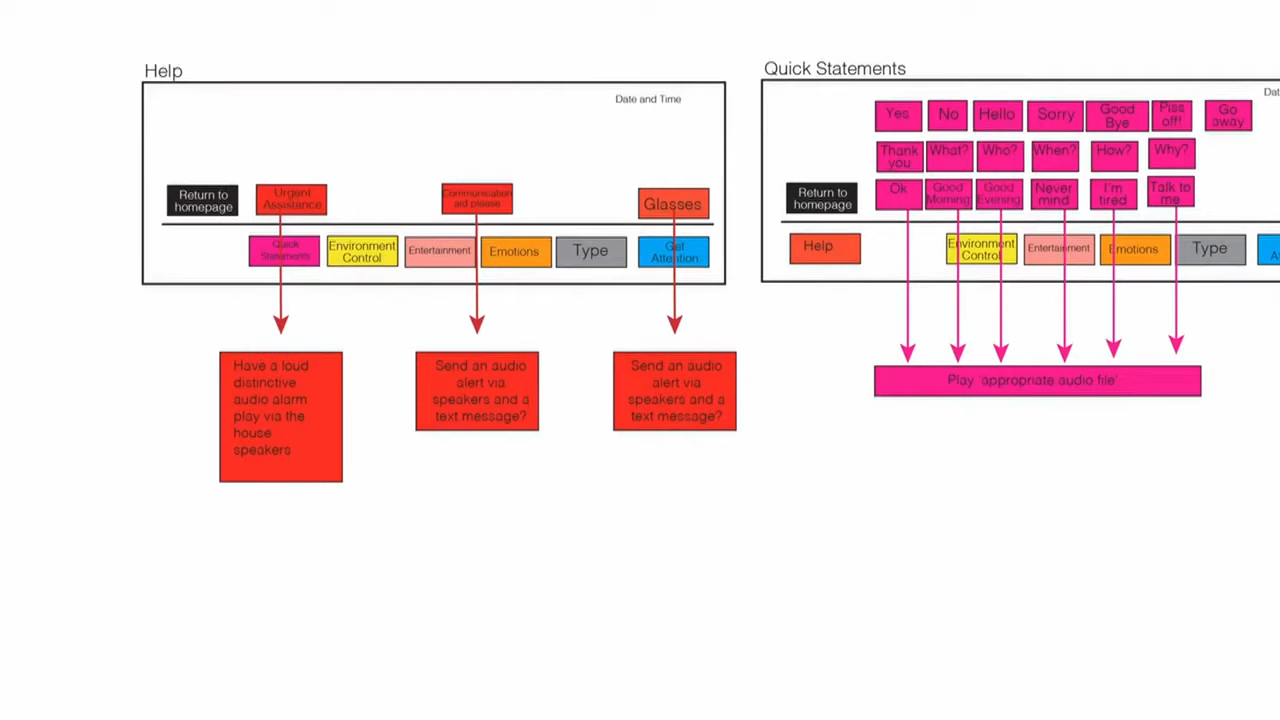 Help
Date and Time
Return to
homepage
Urgent
Assistance
Communication
aid please
Glasses
Quick
Statements
Environment
Control
Entertainment
Emotions
Type
Get
Attention
Have a loud
distinctive
audio alarm
play via the
house
speakers
Send an audio
alert via
speakers and a
text message?
Send an audio
alert via
speakers and a
text message?
Quick Statements
Dat
Yes
No
Hello
Sorry
Good
Bye
Piss
off!
Go
away
Thank
you
What?
Who?
When?
How?
Why?
Return to
homepage
Ok
Good
Morning
Good
Evening
Never
mind
I'm
tired
Talk to
me
Help
Environment
Control
Entertainment
Emotions
Type
A
Play 'appropriate audio file'